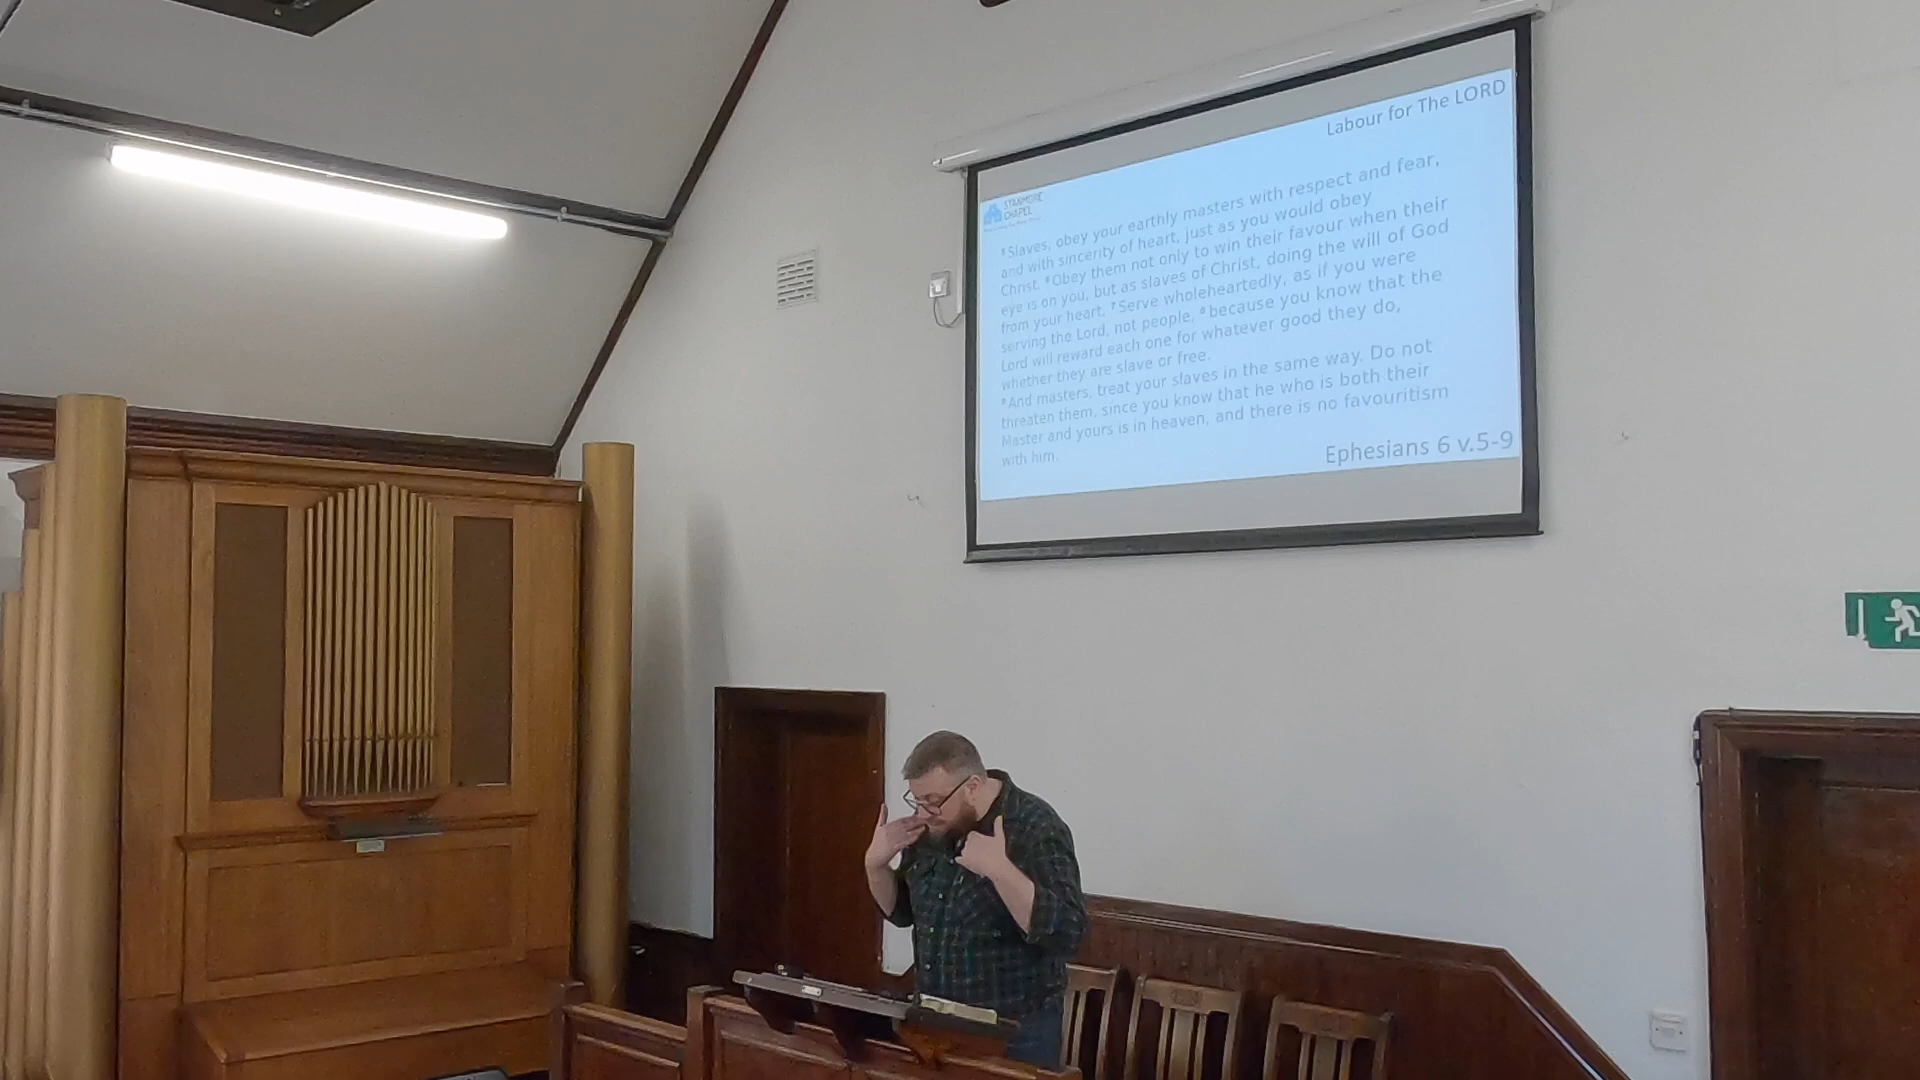 Labour for The LORD
STANMORE
CHAPEL
⁵Slaves, obey your earthly masters with respect and fear,
and with sincerity of heart, just as you would obey
Christ. ⁶Obey them not only to win their favour when their
eye is on you, but as slaves of Christ, doing the will of God
from your heart. ⁷Serve wholeheartedly, as if you were
serving the Lord, not people, ⁸because you know that the
Lord will reward each one for whatever good they do,
whether they are slave or free.
⁹And masters, treat your slaves in the same way. Do not
threaten them, since you know that he who is both their
Master and yours is in heaven, and there is no favouritism
with him.
Ephesians 6 v.5-9